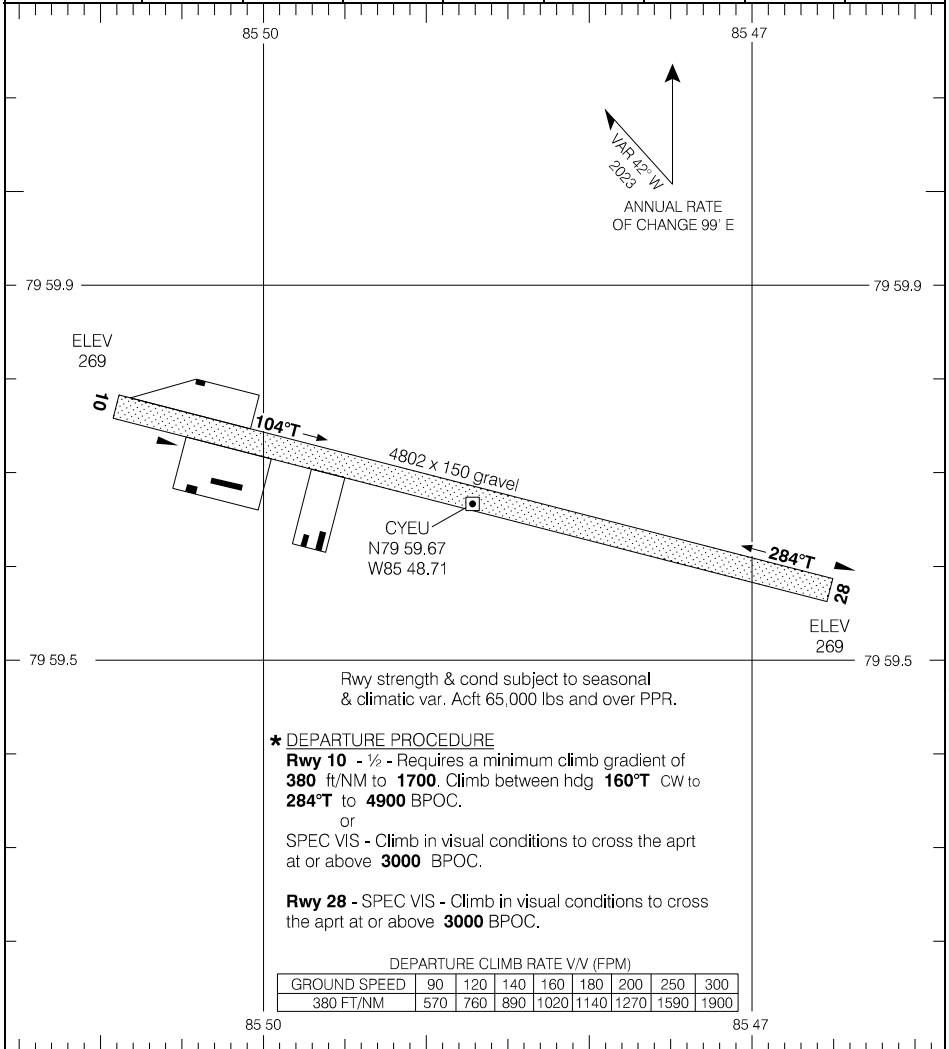 85 50
85 47
VAR 42° W
2023
ANNUAL RATE
OF CHANGE 99' E
79 59.9
79 59.9
ELEV
269
10
104°T
4802 x 150 gravel
CYEU
N79 59.67
W85 48.71
284°T
28
ELEV
269
79 59.5
79 59.5
Rwy strength & cond subject to seasonal
& climatic var. Acft 65,000 lbs and over PPR.
* DEPARTURE PROCEDURE
Rwy 10 - ½ - Requires a minimum climb gradient of
380 ft/NM to 1700. Climb between hdg 160°T CW to
284°T to 4900 BPOC.
or
SPEC VIS - Climb in visual conditions to cross the aprt
at or above 3000 BPOC.
Rwy 28 - SPEC VIS - Climb in visual conditions to cross
the aprt at or above 3000 BPOC.
DEPARTURE CLIMB RATE V/V (FPM)
GROUND SPEED 90 120 140 160 180 200 250 300
380 FT/NM 570 760 890 1020 1140 1270 1590 1900
85 50
85 47